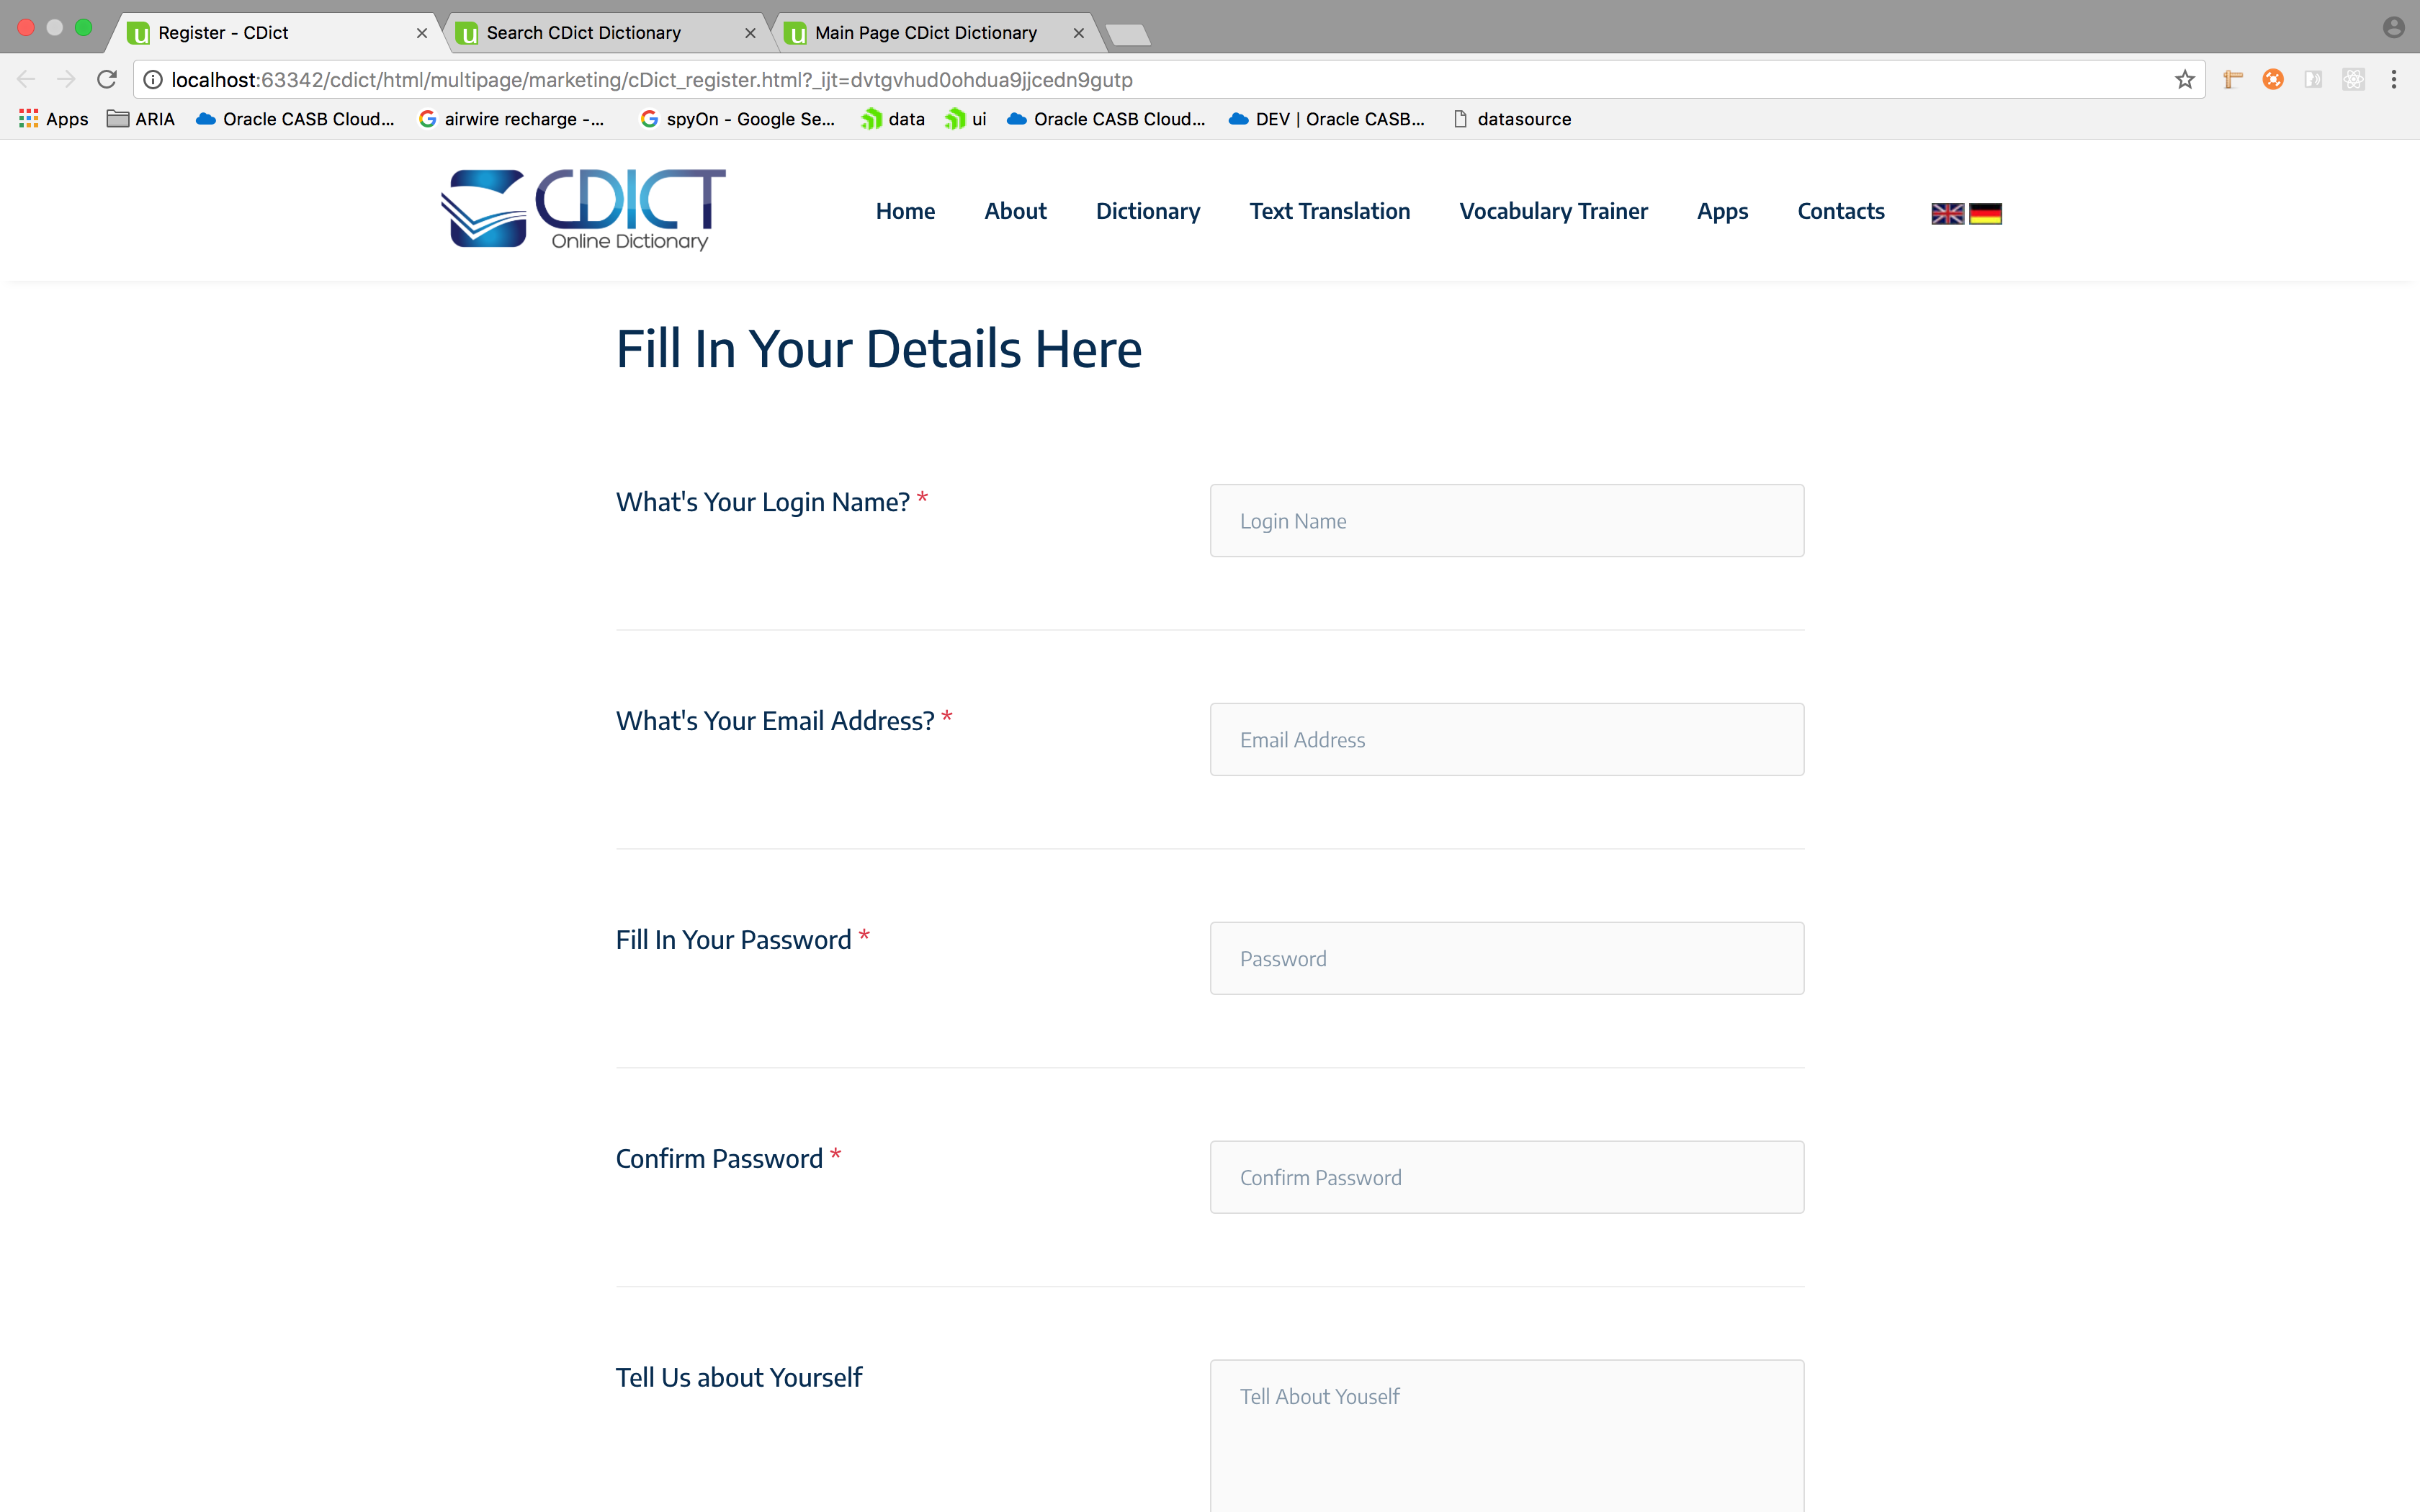 Register - CDict
Search CDict Dictionary
Main Page CDict Dictionary
localhost:63342/cdict/html/multipage/marketing/cDict_register.html?_ijt=dvtgvhud0ohdua9jjcedn9gutp
Apps ARIA Oracle CASB Cloud... airwire recharge -... spyOn - Google Se... data ui Oracle CASB Cloud... DEV | Oracle CASB... datasource
CDICT
Online Dictionary
Home About Dictionary Text Translation Vocabulary Trainer Apps Contacts
Fill In Your Details Here
What's Your Login Name? *
Login Name
What's Your Email Address? *
Email Address
Fill In Your Password *
Password
Confirm Password *
Confirm Password
Tell Us about Yourself
Tell About Youself